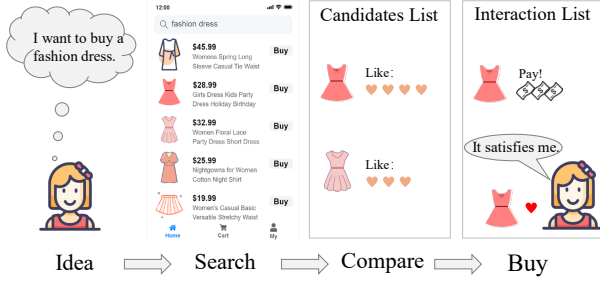 I want to buy a
fashion dress.
fashion dress
$45.99
Womens Spring Long
Sleeve Casual Tie Waist
Buy
$28.99
Girls Dress Kids Party
Dress Holiday Birthday
Buy
$32.99
Women Floral Lace
Party Dress Short Dress
Buy
$25.99
Nightgowns for Women
Cotton Night Shirt
Buy
$19.99
Women's Casual Basic
Versatile Stretchy Waist
Buy
Home
Cart
My
Candidates List
Like:
Like:
Interaction List
Pay!
It satisfies me.
Idea
Search
Compare
Buy